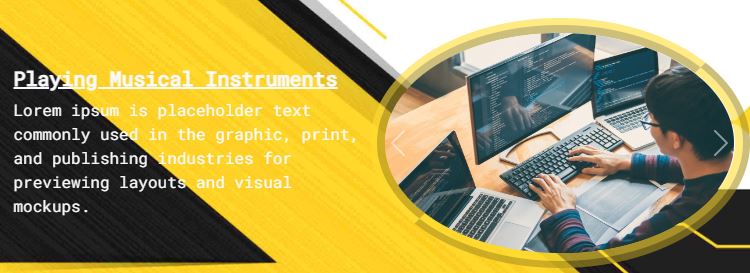 Playing Musical Instruments
Lorem ipsum is placeholder text
commonly used in the graphic, print,
and publishing industries for
previewing layouts and visual
mockups.